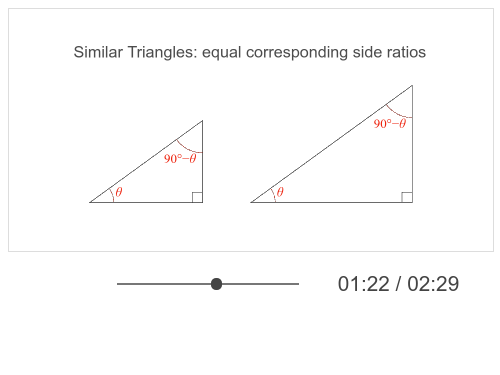 Similar Triangles: equal corresponding side ratios
90°−θ
θ
90°−θ
θ
01:22 / 02:29